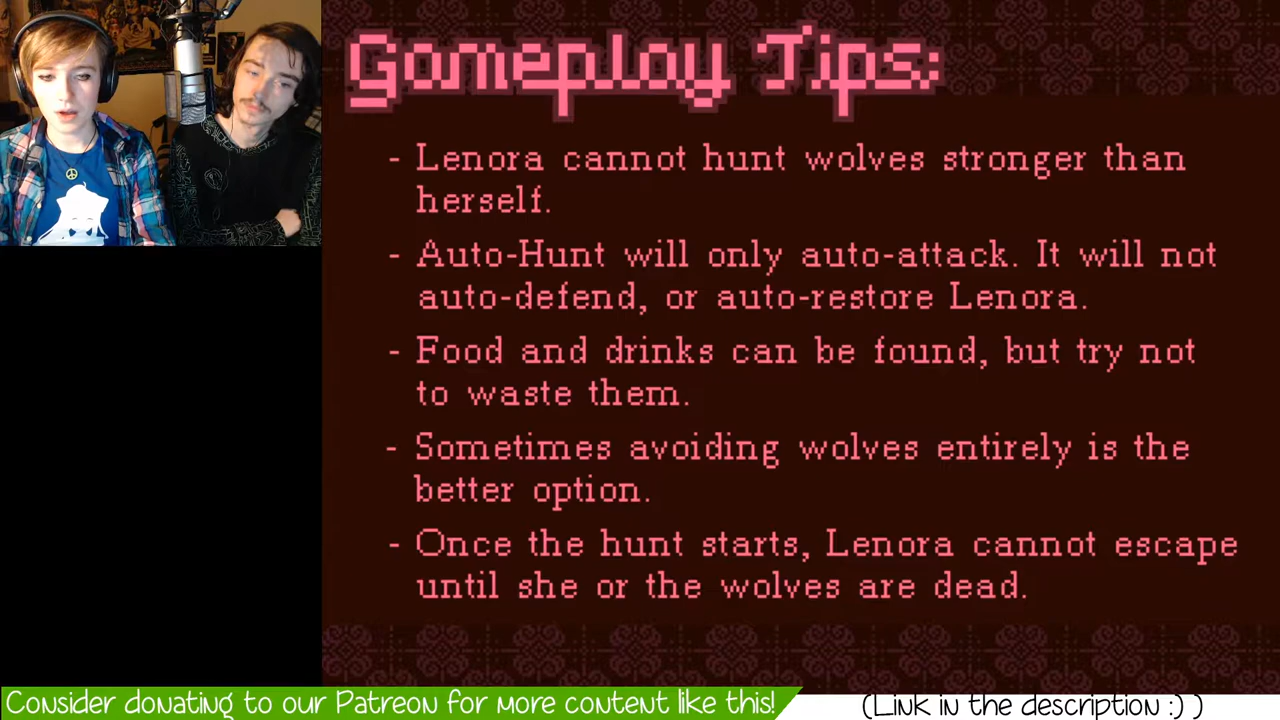 Gameplay Tips:
- Lenora cannot hunt wolves stronger than
herself.
- Auto-Hunt will only auto-attack. It will not
auto-defend, or auto-restore Lenora.
- Food and drinks can be found, but try not
to waste them.
- Sometimes avoiding wolves entirely is the
better option.
- Once the hunt starts, Lenora cannot escape
until she or the wolves are dead.
Consider donating to our Patreon for more content like this!
(Link in the description :) )